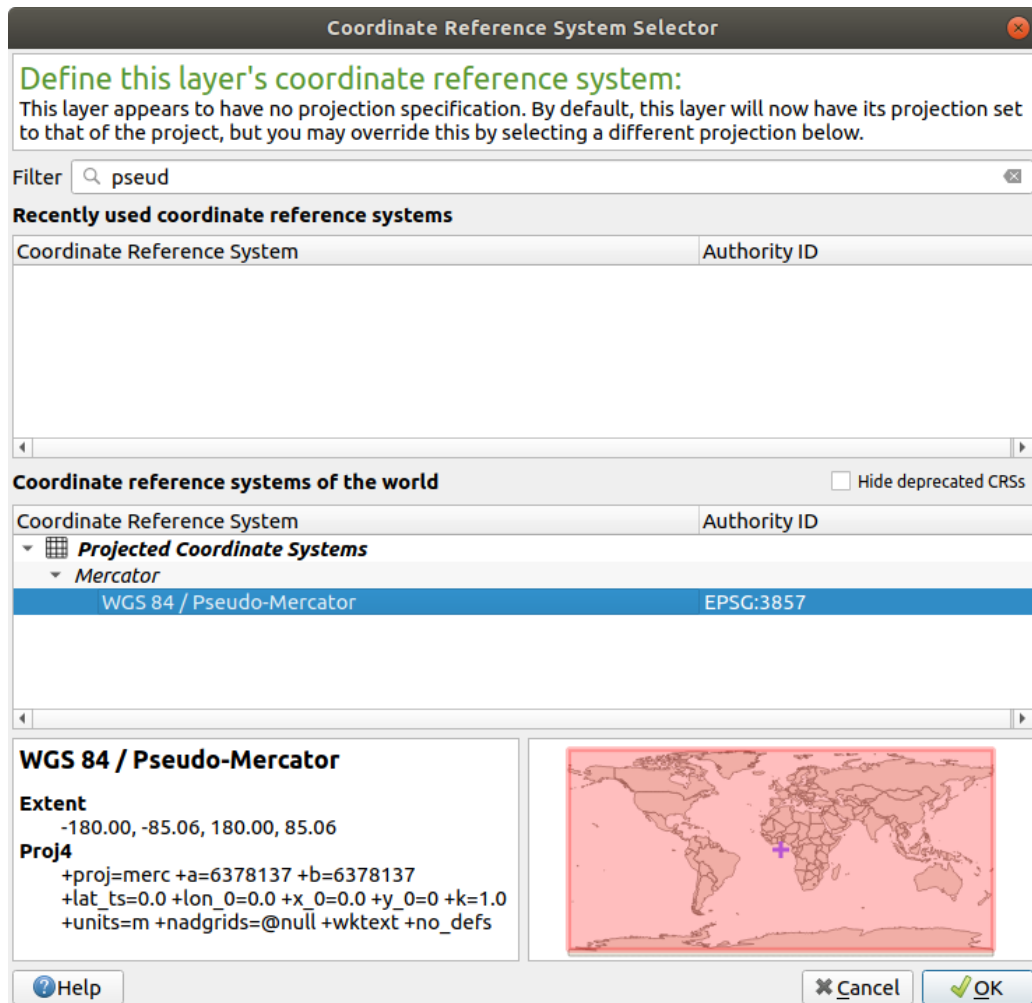 Coordinate Reference System Selector
Define this layer's coordinate reference system:
This layer appears to have no projection specification. By default, this layer will now have its projection set
to that of the project, but you may override this by selecting a different projection below.
Filter pseud
Recently used coordinate reference systems
Coordinate Reference System Authority ID
Coordinate reference systems of the world Hide deprecated CRSs
Coordinate Reference System Authority ID
Projected Coordinate Systems
Mercator
WGS 84 / Pseudo-Mercator EPSG:3857
WGS 84 / Pseudo-Mercator
Extent
-180.00, -85.06, 180.00, 85.06
Proj4
+proj=merc +a=6378137 +b=6378137
+lat_ts=0.0 +lon_0=0.0 +x_0=0.0 +y_0=0 +k=1.0
+units=m +nadgrids=@null +wktext +no_defs
Help Cancel OK